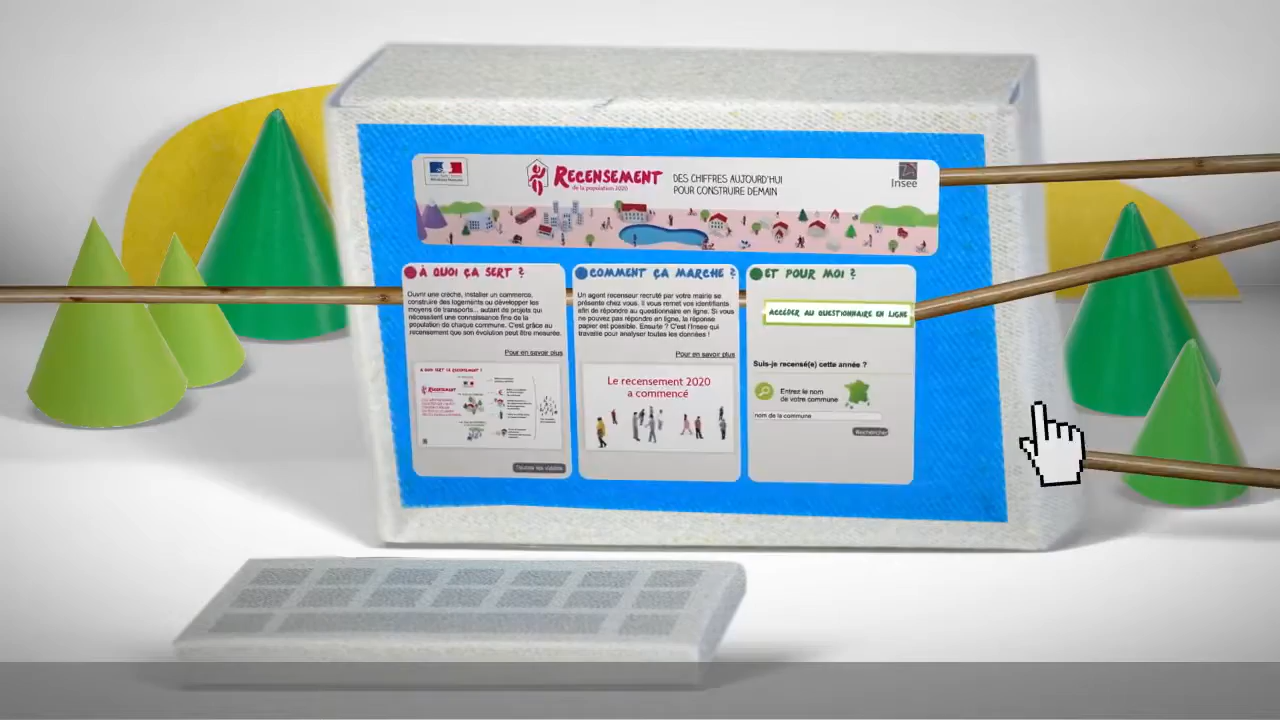 RECENSEMENT
de la population 2020
DES CHIFFRES AUJOURD'HUI
POUR CONSTRUIRE DEMAIN
Insee
À QUOI ÇA SERT ?
Ouvrir une crèche, installer un commerce,
construire des logements ou développer les
moyens de transports... autant de projets qui
nécessitent une connaissance fine de la
population de chaque commune. C'est grâce au
recensement que son évolution peut être mesurée.
Pour en savoir plus
A QUOI SERT LE RECENSEMENT ?
RECENSEMENT
COMMENT ÇA MARCHE ?
Un agent recenseur recruté par votre mairie se
présente chez vous. Il vous remet vos identifiants
afin de répondre au questionnaire en ligne. Si vous
ne pouvez pas répondre en ligne, la réponse
papier est possible. Ensuite ? C'est l'Insee qui
travaille pour analyser toutes les données !
Pour en savoir plus
Le recensement 2020
a commencé
ET POUR MOI ?
ACCÉDER AU QUESTIONNAIRE EN LIGNE
Suis-je recensé(e) cette année ?
Entrez le nom
de votre commune
nom de la commune
Rechercher